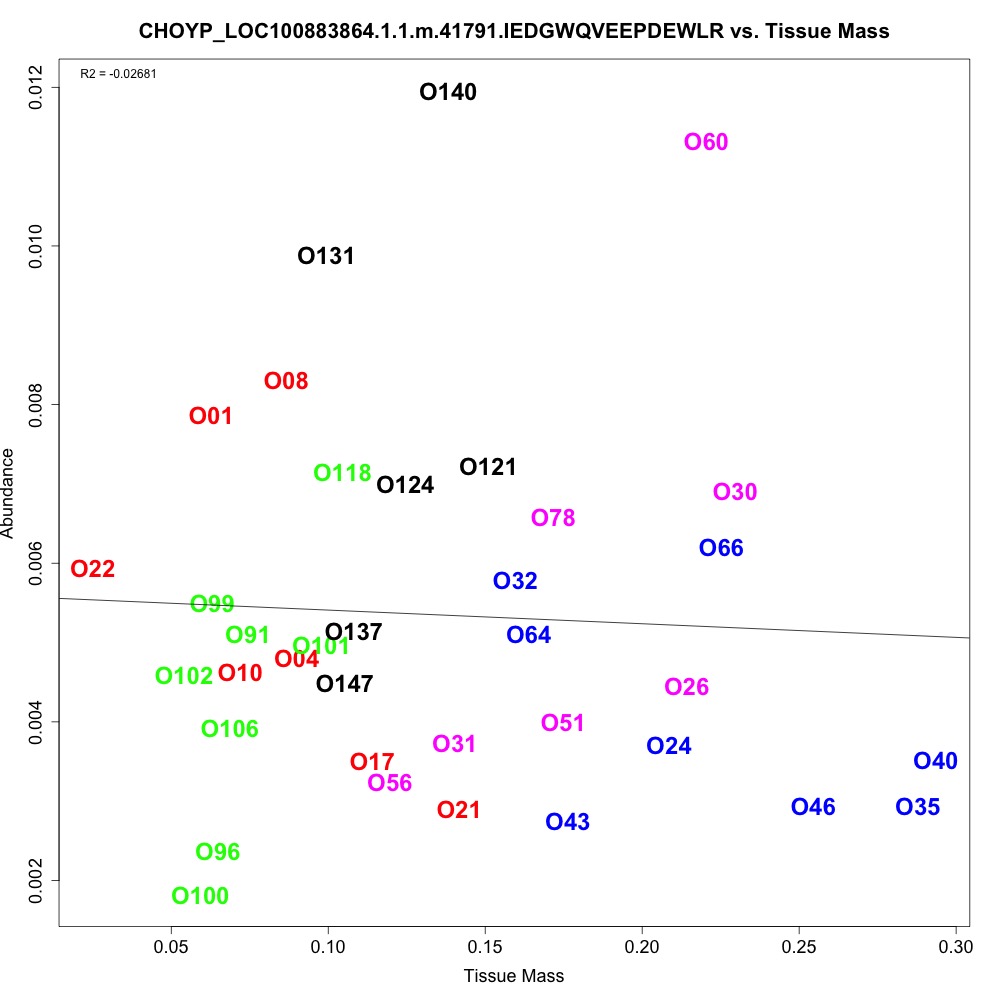 CHOYP_LOC100883864.1.1.m.41791.IEDGWQVEEPDEWLR vs. Tissue Mass
R2 = -0.02681
O140
O60
O131
O08
O01
O118
O124
O121
O30
O78
O66
O22
O32
O99
O91
O137
O64
O101
O04
O102
O10
O147
O26
O106
O51
O31
O24
O17
O40
O56
O21
O46
O35
O43
O96
O100
0.012
0.010
0.008
0.006
0.004
0.002
Abundance
0.05 0.10 0.15 0.20 0.25 0.30
Tissue Mass